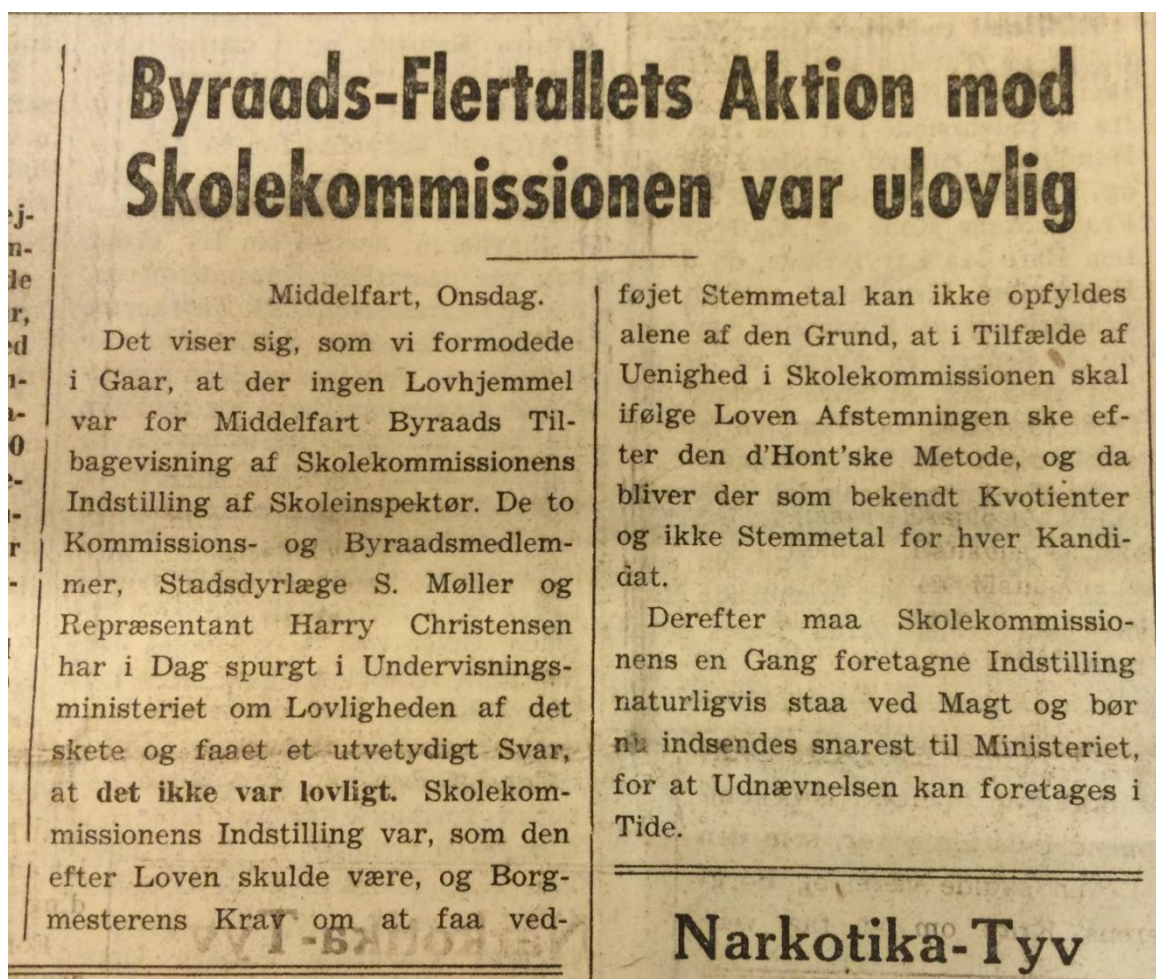 Byraads-Flertallets Aktion mod
Skolekommissionen var ulovlig
Middelfart, Onsdag.
Det viser sig, som vi formodede
i Gaar, at der ingen Lovhjemmel
var for Middelfart Byraads Til-
bagevisning af Skolekommissionens
Indstilling af Skoleinspektør. De to
Kommissions- og Byraadsmedlem-
mer, Stadsdyrlæge S. Møller og
Repræsentant Harry Christensen
har i Dag spurgt i Undervisnings-
ministeriet om Lovligheden af det
skete og faaet et utvetydigt Svar,
at det ikke var lovligt. Skolekom-
missionens Indstilling var, som den
efter Loven skulde være, og Borg-
mesterens Krav om at faa ved-
føjet Stemmetal kan ikke opfyldes
alene af den Grund, at i Tilfælde af
Uenighed i Skolekommissionen skal
ifølge Loven Afstemningen ske ef-
ter den d'Hont'ske Metode, og da
bliver der som bekendt Kvotienter
og ikke Stemmetal for hver Kandi-
dat.
Derefter maa Skolekommissio-
nens en Gang foretagne Indstilling
naturligvis staa ved Magt og bør
nu indsendes snarest til Ministeriet,
for at Udnævnelsen kan foretages i
Tide.
Narkotika-Tyv